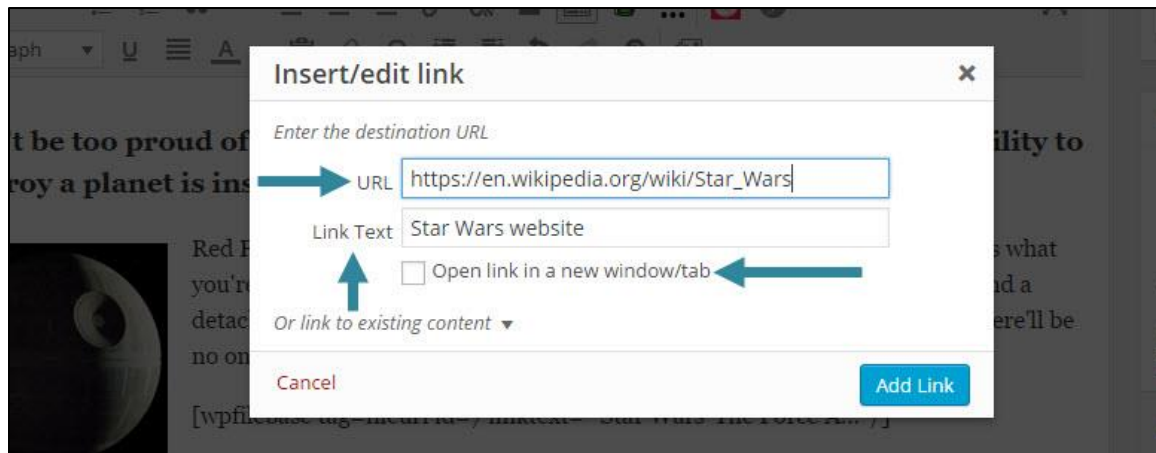 aph
Insert/edit link
Enter the destination URL
't be too proud of
ility to
URL https://en.wikipedia.org/wiki/Star_Wars
roy a planet is ins
Link Text Star Wars website
Red
s what
Open link in a new window/tab
you're
nd a
Or link to existing content
detac
ere'll be
no on
Cancel
Add Link